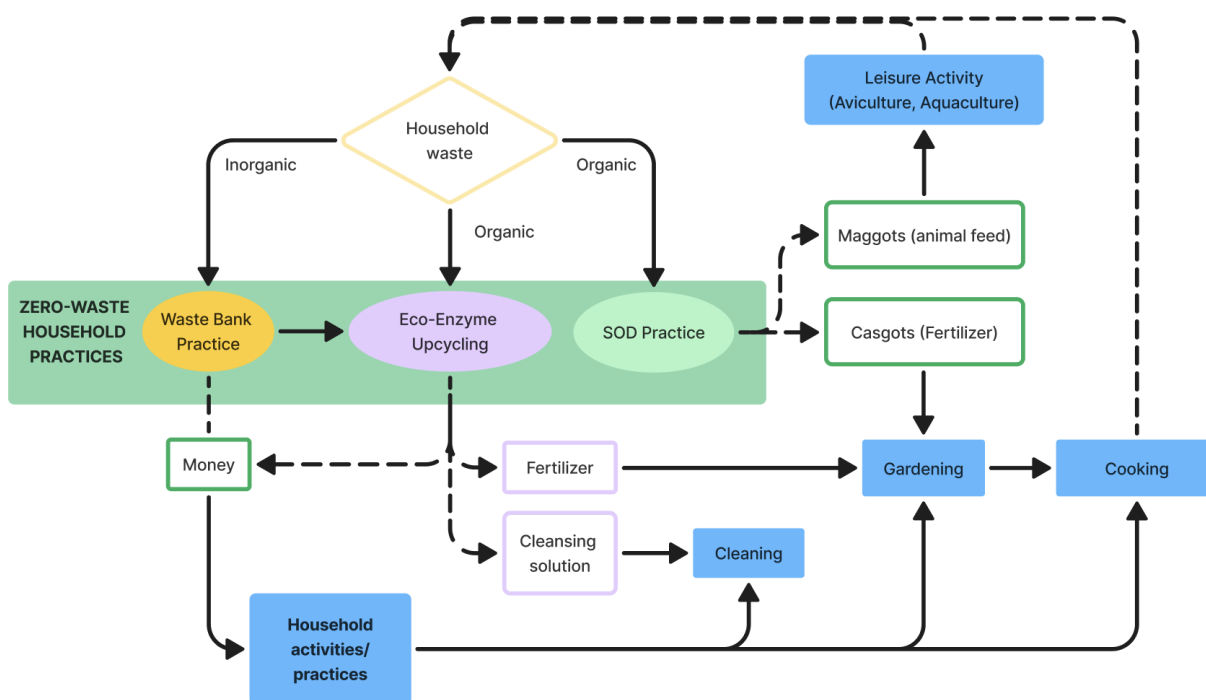 Leisure Activity
(Aviculture, Aquaculture)
Household
waste
Inorganic
Organic
Organic
Maggots (animal feed)
ZERO-WASTE
HOUSEHOLD
PRACTICES
Waste Bank
Practice
Eco-Enzyme
Upcycling
SOD Practice
Casgots (Fertilizer)
Money
Fertilizer
Gardening
Cooking
Cleansing
solution
Cleaning
Household
activities/
practices